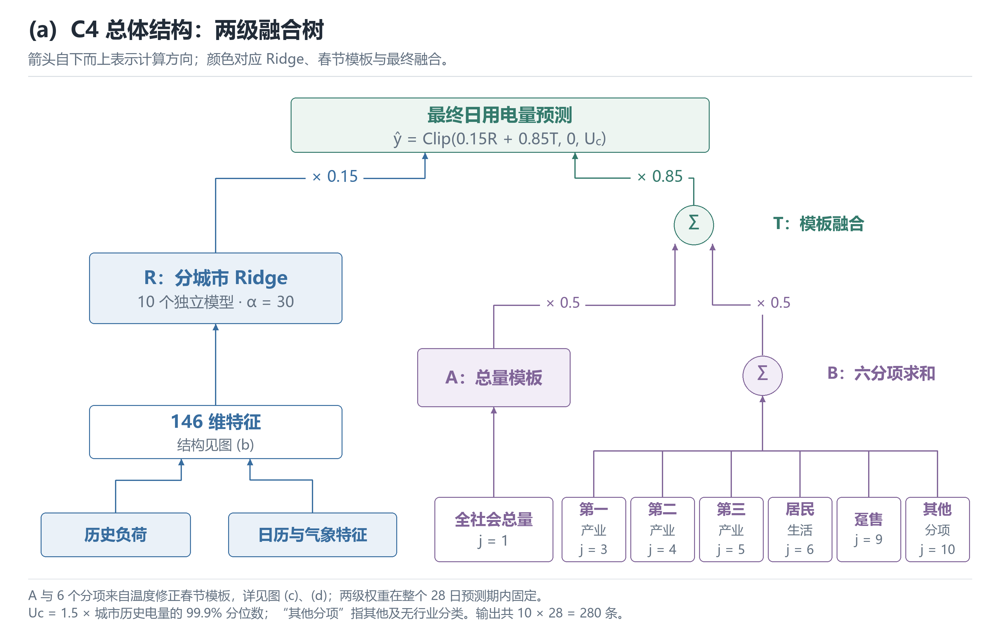 (a) C4 总体结构：两级融合树
箭头自下而上表示计算方向；颜色对应 Ridge、春节模板与最终融合。
最终日用电量预测
ŷ = Clip(0.15R + 0.85T, 0, U꜀)
× 0.15
× 0.85
Σ
T：模板融合
R：分城市 Ridge
10 个独立模型 · α = 30
× 0.5
× 0.5
A：总量模板
Σ
B：六分项求和
146 维特征
结构见图 (b)
历史负荷
日历与气象特征
全社会总量
j = 1
第一
产业
j = 3
第二
产业
j = 4
第三
产业
j = 5
居民
生活
j = 6
趸售
j = 9
其他
分项
j = 10
A 与 6 个分项来自温度修正春节模板，详见图 (c)、(d)；两级权重在整个 28 日预测期内固定。
Uc = 1.5 × 城市历史电量的 99.9% 分位数；“其他分项”指其他及无行业分类。输出共 10 × 28 = 280 条。